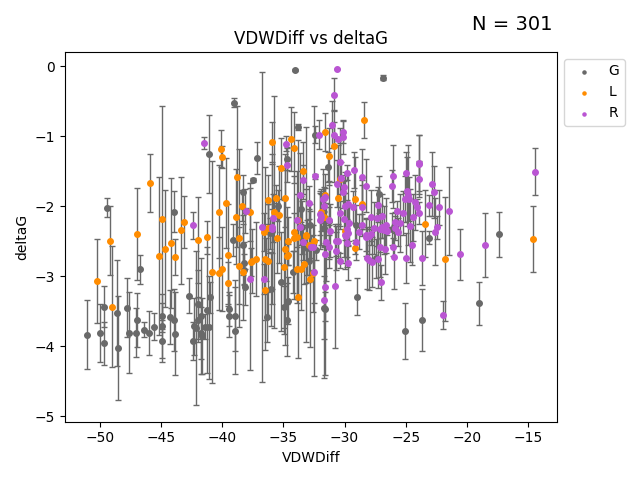 N = 301
VDWDiff vs deltaG
G
L
R
deltaG
0
−1
−2
−3
−4
−5
−50 −45 −40 −35 −30 −25 −20 −15
VDWDiff